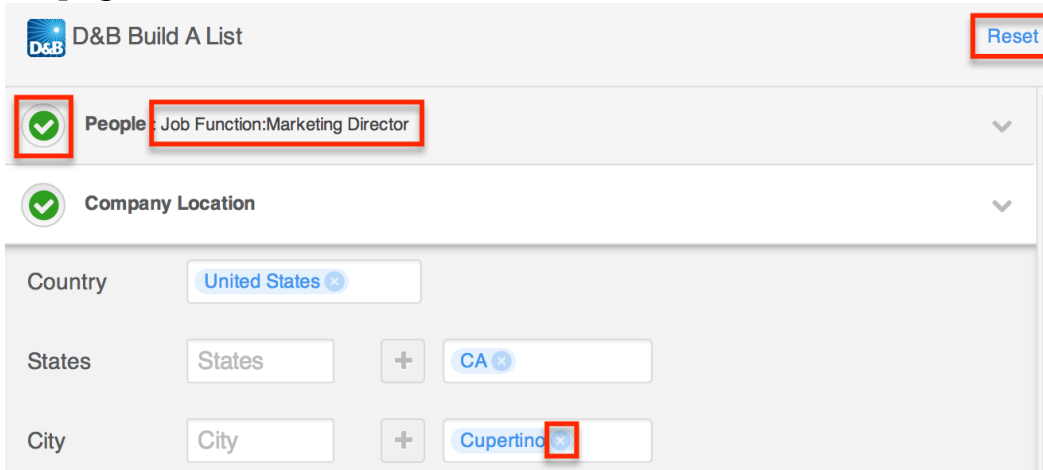 D&B D&B Build A List Reset
People: Job Function:Marketing Director
Company Location
Country United States
States States + CA
City City + Cupertino